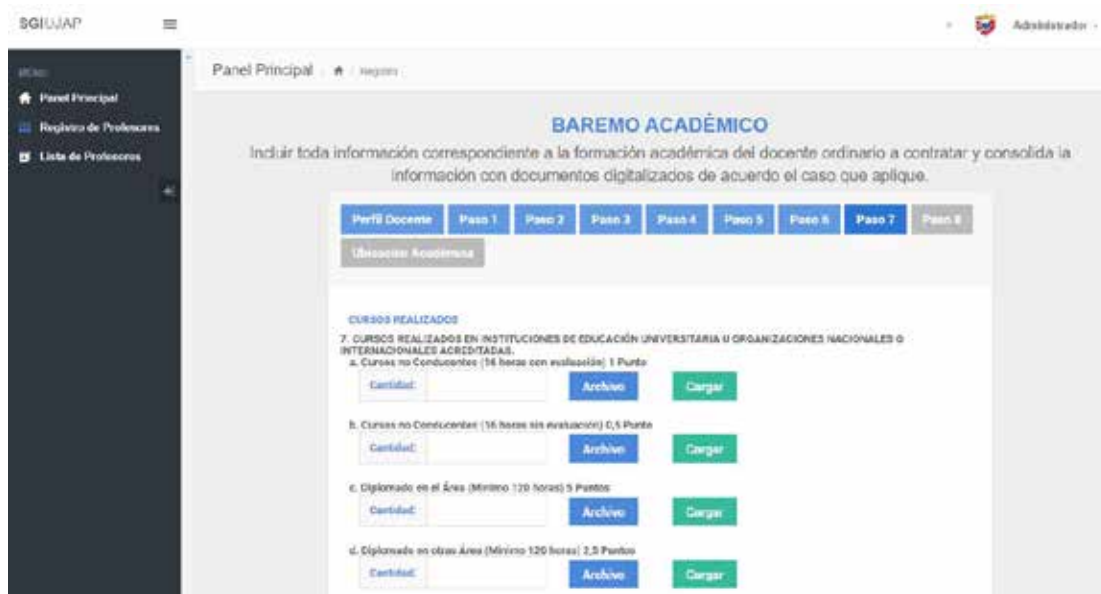 SGIUJAP
Administrador
MENU
Panel Principal
Registro de Profesores
Lista de Profesores
Panel Principal / Registro
BAREMO ACADÉMICO
Incluir toda información correspondiente a la formación académica del docente ordinario a contratar y consolida la
información con documentos digitalizados de acuerdo el caso que aplique.
Perfil Docente Paso 1 Paso 2 Paso 3 Paso 4 Paso 5 Paso 6 Paso 7 Paso 8
Ubicación Académica
CURSOS REALIZADOS
7. CURSOS REALIZADOS EN INSTITUCIONES DE EDUCACIÓN UNIVERSITARIA U ORGANIZACIONES NACIONALES O
INTERNACIONALES ACREDITADAS.
a. Cursos no Conducentes (16 horas con evaluación) 1 Punto
Cantidad: Archivo Cargar
b. Cursos no Conducentes (16 horas sin evaluación) 0,5 Punto
Cantidad: Archivo Cargar
c. Diplomado en el Área (Mínimo 120 horas) 5 Puntos
Cantidad: Archivo Cargar
d. Diplomado en otras Área (Mínimo 120 horas) 2,5 Puntos
Cantidad: Archivo Cargar